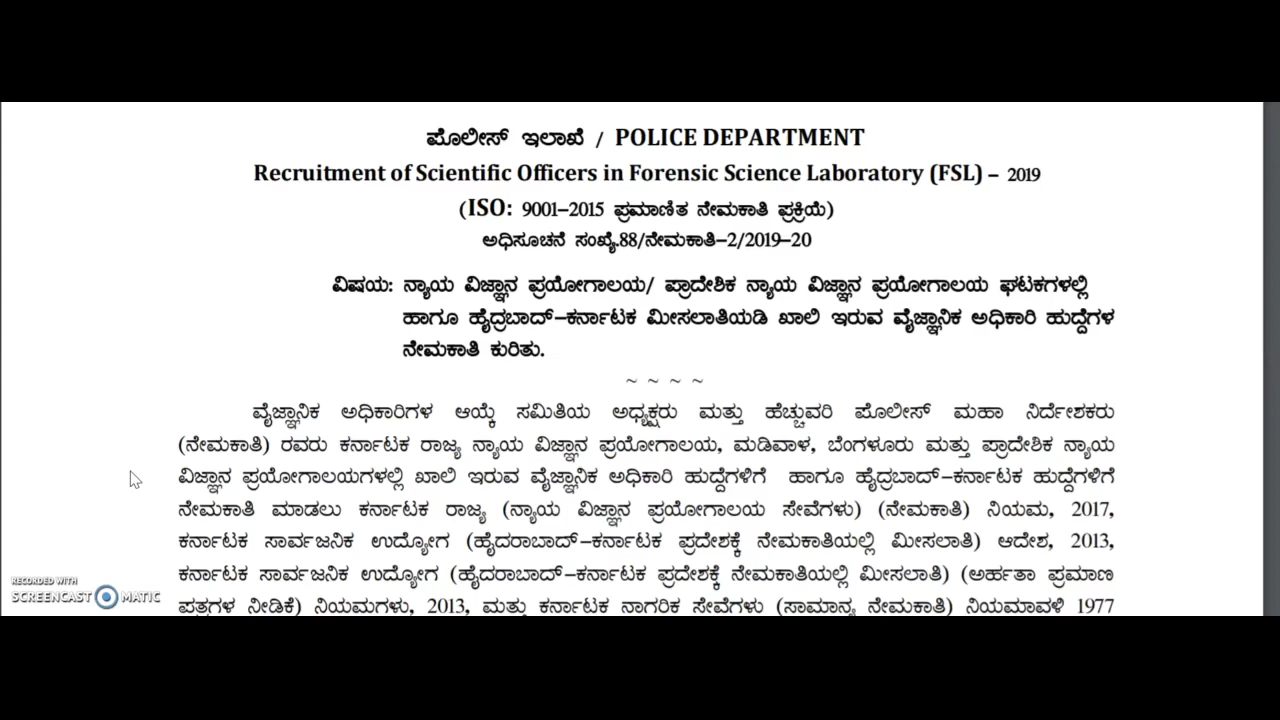 ಪೊಲೀಸ್ ಇಲಾಖೆ / POLICE DEPARTMENT
Recruitment of Scientific Officers in Forensic Science Laboratory (FSL) – 2019
(ISO: 9001–2015 ಪ್ರಮಾಣಿತ ನೇಮಕಾತಿ ಪ್ರಕ್ರಿಯೆ)
ಅಧಿಸೂಚನೆ ಸಂಖ್ಯೆ.88/ನೇಮಕಾತಿ–2/2019–20
ವಿಷಯ: ನ್ಯಾಯ ವಿಜ್ಞಾನ ಪ್ರಯೋಗಾಲಯ/ ಪ್ರಾದೇಶಿಕ ನ್ಯಾಯ ವಿಜ್ಞಾನ ಪ್ರಯೋಗಾಲಯ ಘಟಕಗಳಲ್ಲಿ
ಹಾಗೂ ಹೈದ್ರಬಾದ್–ಕರ್ನಾಟಕ ಮೀಸಲಾತಿಯಡಿ ಖಾಲಿ ಇರುವ ವೈಜ್ಞಾನಿಕ ಅಧಿಕಾರಿ ಹುದ್ದೆಗಳ
ನೇಮಕಾತಿ ಕುರಿತು.
~ ~ ~ ~
ವೈಜ್ಞಾನಿಕ ಅಧಿಕಾರಿಗಳ ಆಯ್ಕೆ ಸಮಿತಿಯ ಅಧ್ಯಕ್ಷರು ಮತ್ತು ಹೆಚ್ಚುವರಿ ಪೊಲೀಸ್ ಮಹಾ ನಿರ್ದೇಶಕರು
(ನೇಮಕಾತಿ) ರವರು ಕರ್ನಾಟಕ ರಾಜ್ಯ ನ್ಯಾಯ ವಿಜ್ಞಾನ ಪ್ರಯೋಗಾಲಯ, ಮಡಿವಾಳ, ಬೆಂಗಳೂರು ಮತ್ತು ಪ್ರಾದೇಶಿಕ ನ್ಯಾಯ
ವಿಜ್ಞಾನ ಪ್ರಯೋಗಾಲಯಗಳಲ್ಲಿ ಖಾಲಿ ಇರುವ ವೈಜ್ಞಾನಿಕ ಅಧಿಕಾರಿ ಹುದ್ದೆಗಳಿಗೆ ಹಾಗೂ ಹೈದ್ರಬಾದ್–ಕರ್ನಾಟಕ ಹುದ್ದೆಗಳಿಗೆ
ನೇಮಕಾತಿ ಮಾಡಲು ಕರ್ನಾಟಕ ರಾಜ್ಯ (ನ್ಯಾಯ ವಿಜ್ಞಾನ ಪ್ರಯೋಗಾಲಯ ಸೇವೆಗಳು) (ನೇಮಕಾತಿ) ನಿಯಮ, 2017,
ಕರ್ನಾಟಕ ಸಾರ್ವಜನಿಕ ಉದ್ಯೋಗ (ಹೈದರಾಬಾದ್–ಕರ್ನಾಟಕ ಪ್ರದೇಶಕ್ಕೆ ನೇಮಕಾತಿಯಲ್ಲಿ ಮೀಸಲಾತಿ) ಆದೇಶ, 2013,
ಕರ್ನಾಟಕ ಸಾರ್ವಜನಿಕ ಉದ್ಯೋಗ (ಹೈದರಾಬಾದ್–ಕರ್ನಾಟಕ ಪ್ರದೇಶಕ್ಕೆ ನೇಮಕಾತಿಯಲ್ಲಿ ಮೀಸಲಾತಿ) (ಅರ್ಹತಾ ಪ್ರಮಾಣ
ಪತ್ರಗಳ ನೀಡಿಕೆ) ನಿಯಮಗಳು, 2013, ಮತ್ತು ಕರ್ನಾಟಕ ನಾಗರಿಕ ಸೇವೆಗಳು (ಸಾಮಾನ್ಯ ನೇಮಕಾತಿ) ನಿಯಮಾವಳಿ 1977
RECORDED WITH
SCREENCAST MATIC